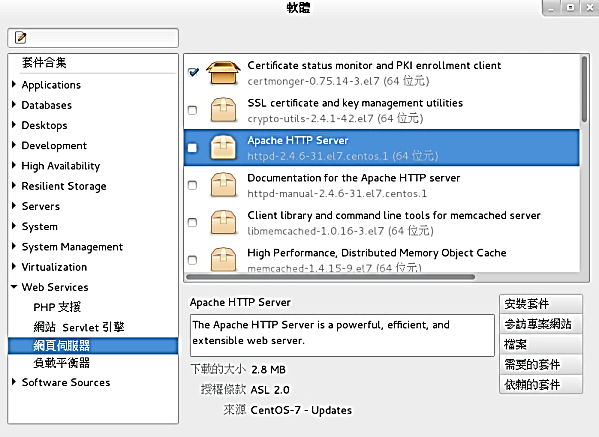 軟體
套件合集
Applications
Databases
Desktops
Development
High Availability
Resilient Storage
Servers
System
System Management
Virtualization
Web Services
PHP 支援
網站 Servlet 引擎
網頁伺服器
負載平衡器
Software Sources
Certificate status monitor and PKI enrollment client
certmonger-0.75.14-3.el7 (64 位元)
SSL certificate and key management utilities
crypto-utils-2.4.1-42.el7 (64 位元)
Apache HTTP Server
httpd-2.4.6-31.el7.centos.1 (64 位元)
Documentation for the Apache HTTP server
httpd-manual-2.4.6-31.el7.centos.1
Client library and command line tools for memcached server
libmemcached-1.0.16-3.el7 (64 位元)
High Performance, Distributed Memory Object Cache
memcached-1.4.15-9.el7 (64 位元)
Apache HTTP Server
The Apache HTTP Server is a powerful, efficient, and
extensible web server.
下載的大小 2.8 MB
授權條款 ASL 2.0
來源 CentOS-7 - Updates
安裝套件
參訪專案網站
檔案
需要的套件
依賴的套件